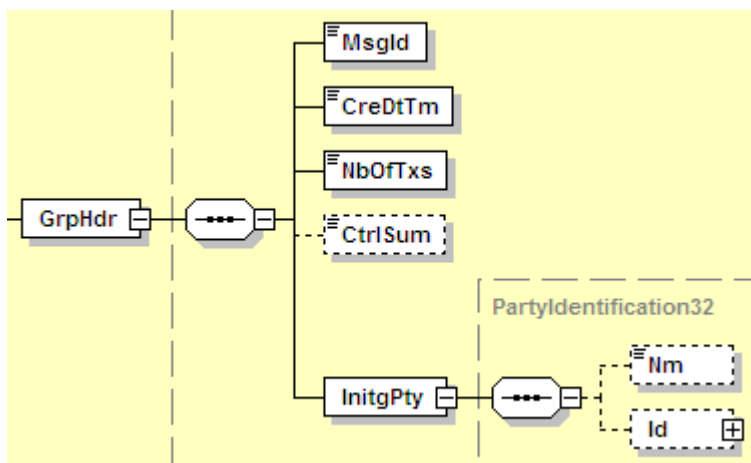 MsgId
CreDtTm
NbOfTxs
GrpHdr
CtrlSum
PartyIdentification32
Nm
InitgPty
Id